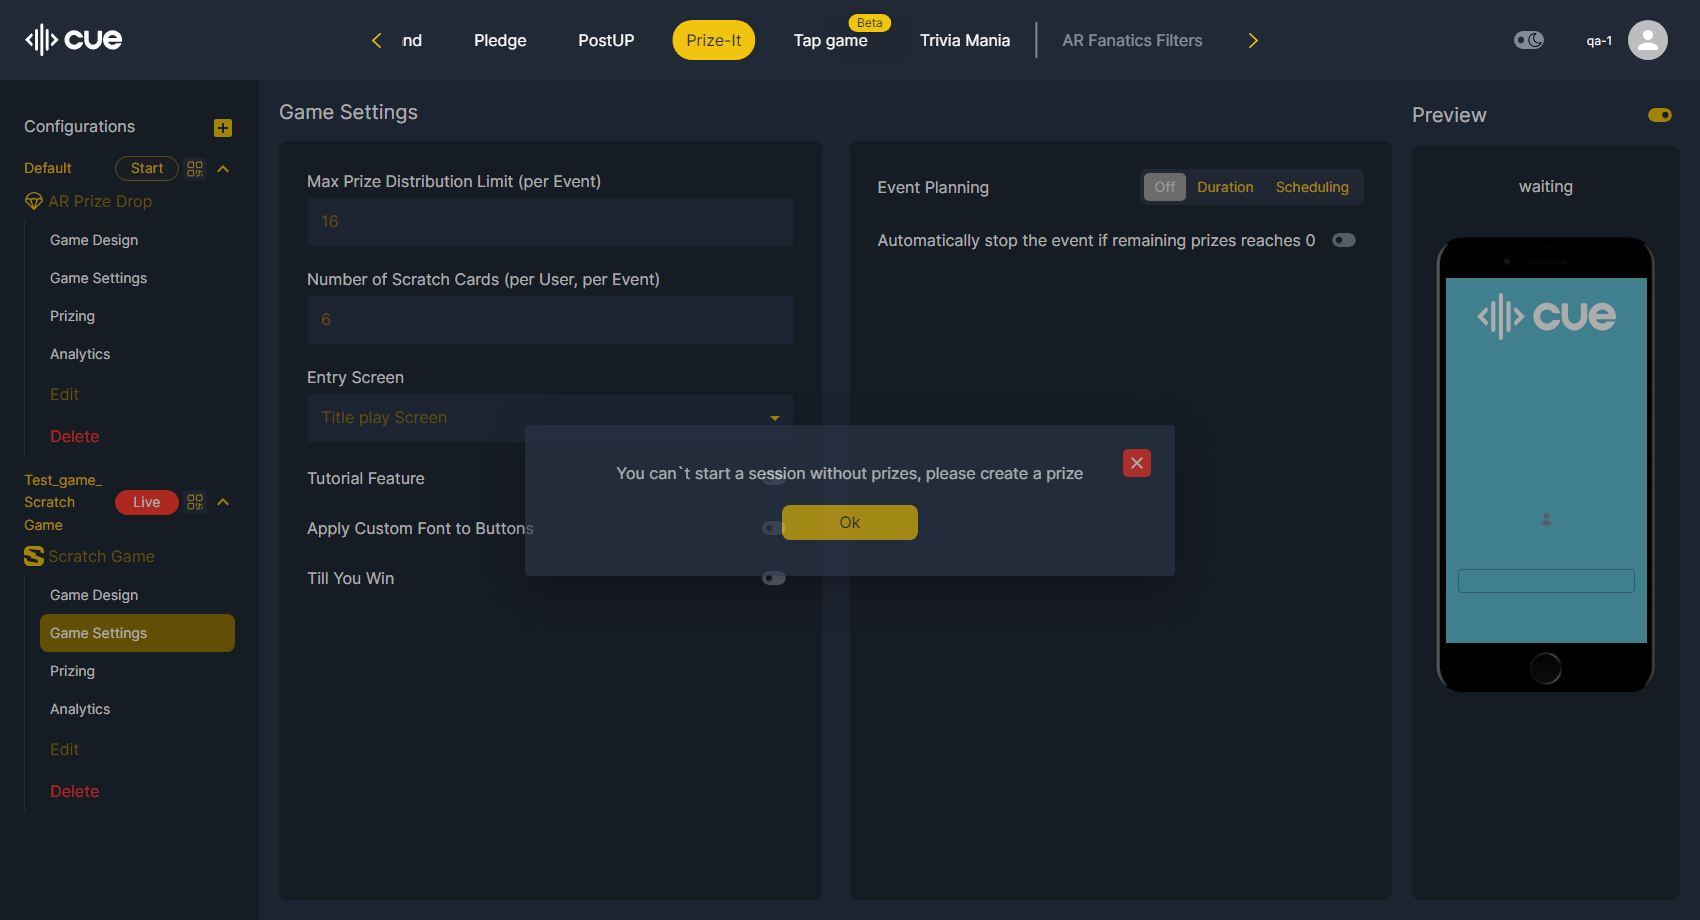 cue
nd
Pledge
PostUP
Prize-It
Beta
Tap game
Trivia Mania
AR Fanatics Filters
qa-1
Configurations
Default
Start
AR Prize Drop
Game Design
Game Settings
Prizing
Analytics
Edit
Delete
Test_game_
Scratch
Game
Live
Scratch Game
Game Design
Game Settings
Prizing
Analytics
Edit
Delete
Game Settings
Max Prize Distribution Limit (per Event)
16
Number of Scratch Cards (per User, per Event)
6
Entry Screen
Title play Screen
Tutorial Feature
Apply Custom Font to Buttons
Till You Win
Event Planning
Off
Duration
Scheduling
Automatically stop the event if remaining prizes reaches 0
You can`t start a session without prizes, please create a prize
Ok
Preview
waiting
cue